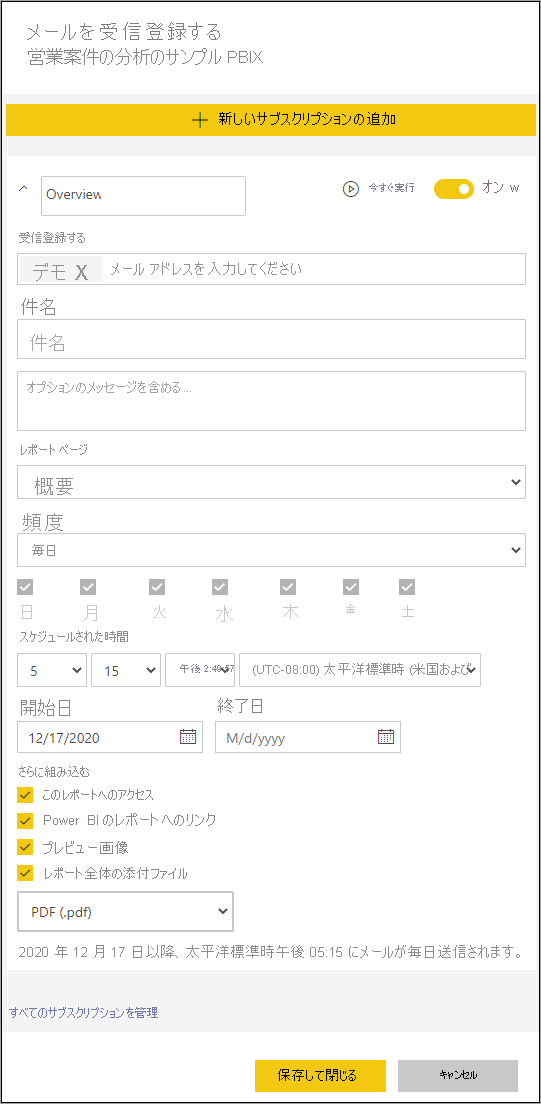 メールを受信登録する
営業案件の分析のサンプル PBIX
新しいサブスクリプションの追加
Overview
今すぐ実行
オン w
受信登録する
デモ X メール アドレスを入力してください
件名
件名
オプションのメッセージを含める...
レポート ページ
概要
頻度
毎日
日 月 火 水 木 金 土
スケジュールされた時間
5 15 午後 2:49:57 (UTC-08:00) 太平洋標準時 (米国および
開始日 終了日
12/17/2020 M/d/yyyy
さらに組み込む
このレポートへのアクセス
Power BI のレポートへのリンク
プレビュー画像
レポート全体の添付ファイル
PDF (.pdf)
2020 年 12 月 17 日以降、太平洋標準時午後 05:15 にメールが毎日送信されます。
すべてのサブスクリプションを管理
保存して閉じる キャンセル